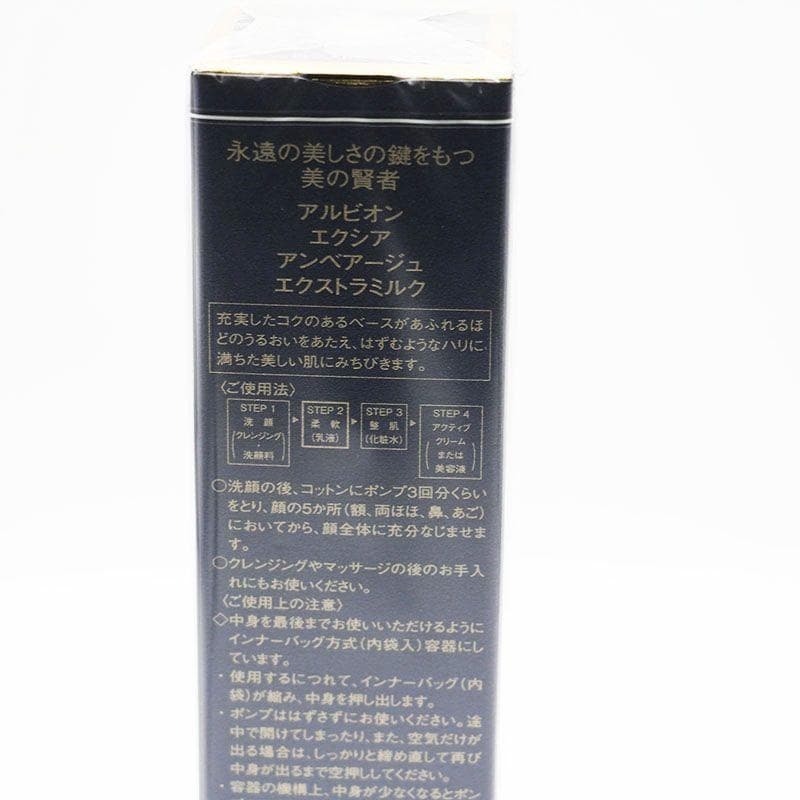 永遠の美しさの鍵をもつ
美の賢者
アルビオン
エクシア
アンベアージュ
エクストラミルク
充実したコクのあるベースがあふれるほ
どのうるおいをあたえ、はずむようなハリに
満ちた美しい肌にみちびきます。
〈ご使用法〉
STEP 1
洗顔
(クレンジング・
洗顔料)
STEP 2
柔軟
(乳液)
STEP 3
整肌
(化粧水)
STEP 4
アクティブ
(クリーム
または
美容液)
○洗顔の後、コットンにポンプ3回分くらい
をとり、顔の5か所(額、両ほほ、鼻、あご)
においてから、顔全体に充分なじませま
す。
○クレンジングやマッサージの後のお手入
れにもお使いください。
〈ご使用上の注意〉
◇中身を最後までお使いいただけるように
インナーバッグ方式(内袋入)容器にし
ています。
・使用するにつれて、インナーバッグ(内
袋)が縮み、中身を押し出します。
・ポンプははずさずにお使いください。途
中で開けてしまったり、また、空気だけが
出る場合は、しっかりと締め直して再び
中身が出るまで空押ししてください。
・容器の機構上、中身が少なくなるとポン